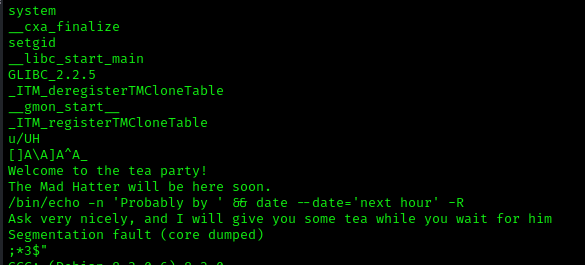 system
__cxa_finalize
setgid
__libc_start_main
GLIBC_2.2.5
_ITM_deregisterTMCloneTable
__gmon_start__
_ITM_registerTMCloneTable
u/UH
[]A\A]A^A_
Welcome to the tea party!
The Mad Hatter will be here soon.
/bin/echo -n 'Probably by ' && date --date='next hour' -R
Ask very nicely, and I will give you some tea while you wait for him
Segmentation fault (core dumped)
;*3$"